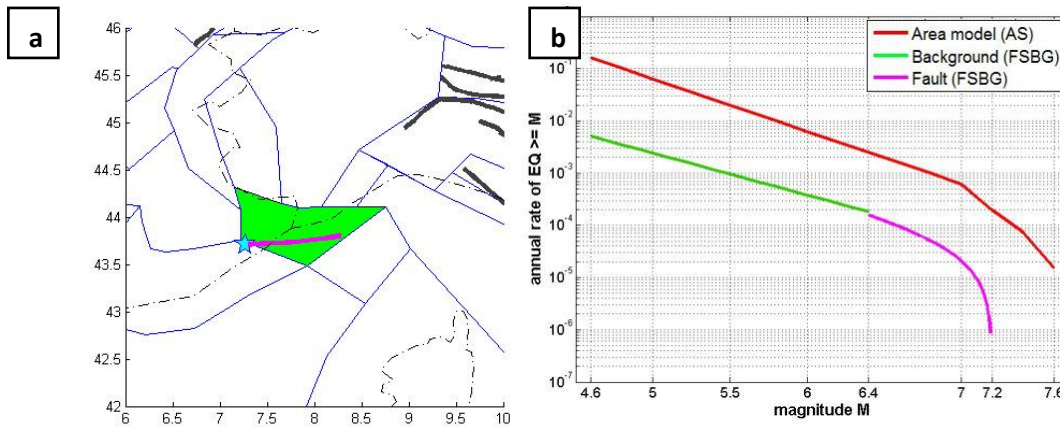 a
46
45.5
45
44.5
44
43.5
43
42.5
42
6 6.5 7 7.5 8 8.5 9 9.5 10
b
Area model (AS)
Background (FSBG)
Fault (FSBG)
annual rate of EQ >= M
10^-1
10^-2
10^-3
10^-4
10^-5
10^-6
10^-7
4.6 5 5.5 6 6.4 7 7.2 7.6
magnitude M